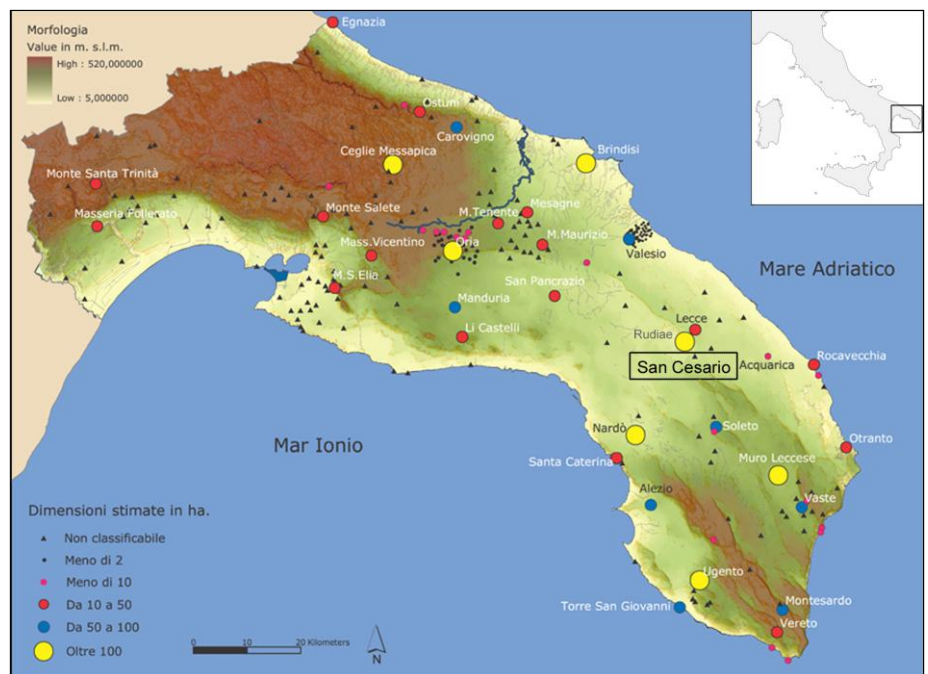 Morfologia
Value in m. s.l.m.
High : 520,000000
Low : 5,000000
Egnazia
Ostuni
Carovigno
Ceglie Messapica
Brindisi
Monte Santa Trinità
Masseria Pollerato
Monte Salete
M.Tenente
Mesagne
Mass.Vicentino
Oria
M.Maurizio
Valesio
M.S.Elia
San Pancrazio
Manduria
Li Castelli
Mare Adriatico
Lecce
Rudiae
San Cesario
Acquarica
Rocavecchia
Mar Ionio
Nardò
Soleto
Otranto
Santa Caterina
Muro Leccese
Alezio
Vaste
Ugento
Torre San Giovanni
Montesardo
Vereto
Dimensioni stimate in ha.
Non classificabile
Meno di 2
Meno di 10
Da 10 a 50
Da 50 a 100
Oltre 100
0 10 20 Kilometers
N